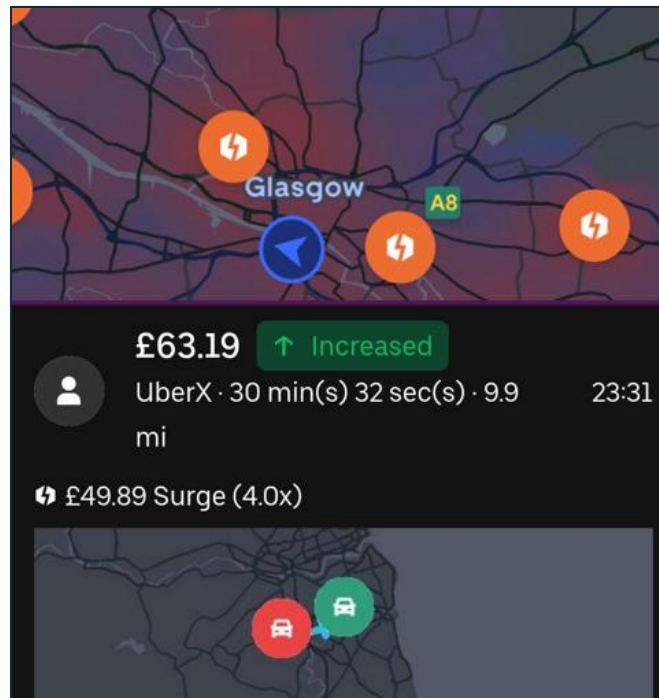 Glasgow
A8
£63.19 ↑ Increased
UberX · 30 min(s) 32 sec(s) · 9.9 23:31
mi
£49.89 Surge (4.0x)